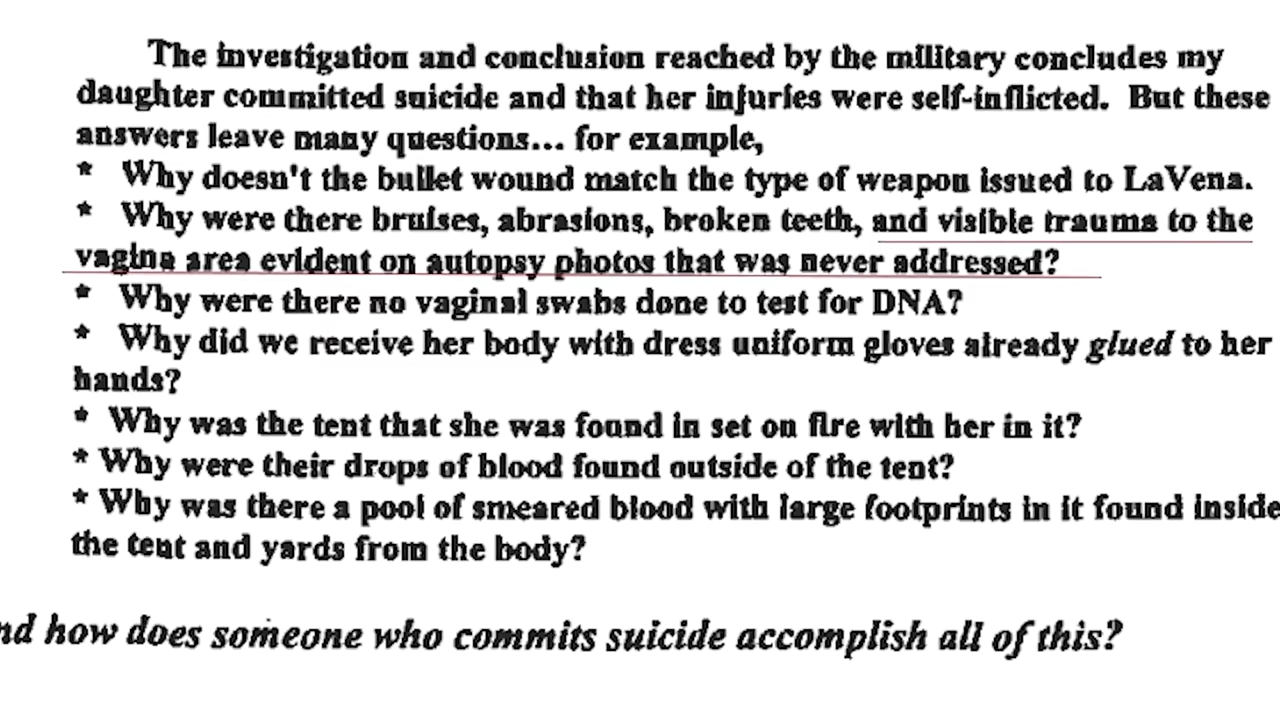 The investigation and conclusion reached by the military concludes my
daughter committed suicide and that her injuries were self-inflicted. But these
answers leave many questions... for example,
* Why doesn't the bullet wound match the type of weapon issued to LaVena.
* Why were there bruises, abrasions, broken teeth, and visible trauma to the
vagina area evident on autopsy photos that was never addressed?
* Why were there no vaginal swabs done to test for DNA?
* Why did we receive her body with dress uniform gloves already glued to her
hands?
* Why was the tent that she was found in set on fire with her in it?
* Why were their drops of blood found outside of the tent?
* Why was there a pool of smeared blood with large footprints in it found inside
the tent and yards from the body?
nd how does someone who commits suicide accomplish all of this?